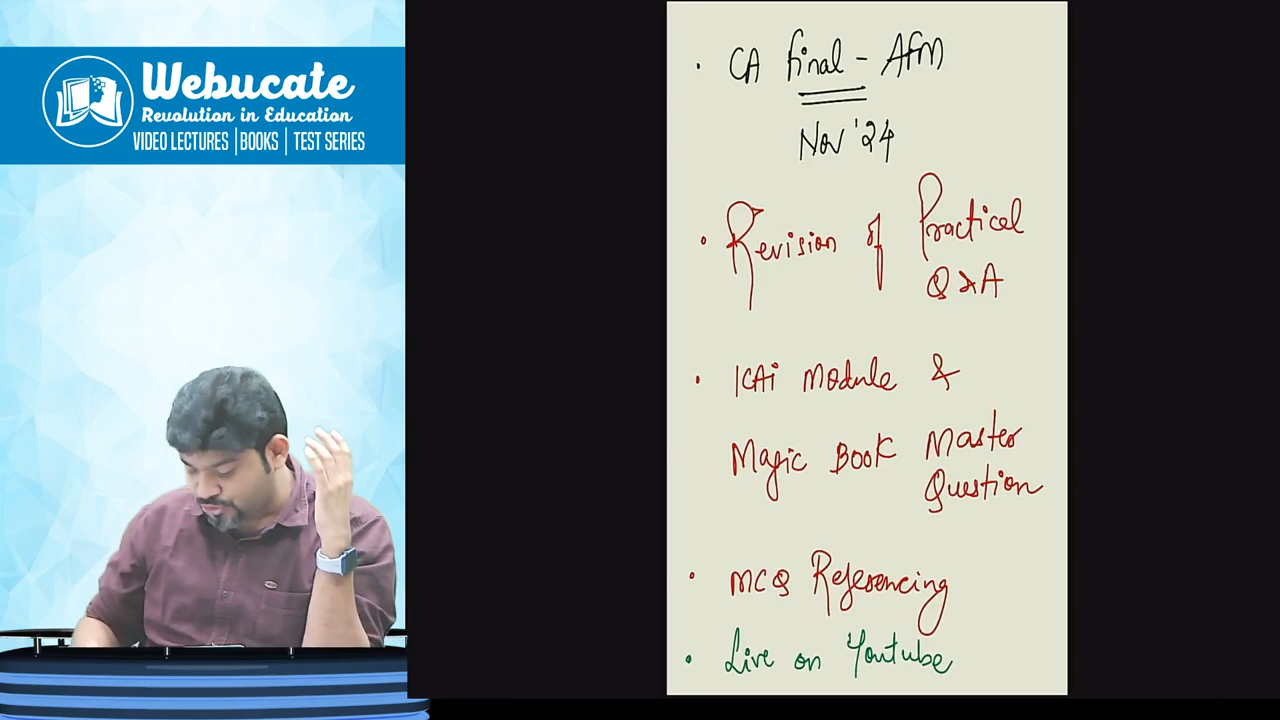 Webucate
Revolution in Education
VIDEO LECTURES | BOOKS | TEST SERIES
• CA Final - AFM
Nov '24
• Revision of Practical
Q & A
• ICAi Module &
Magic Book Master
Question
• MCQ Referencing
• Live on Youtube